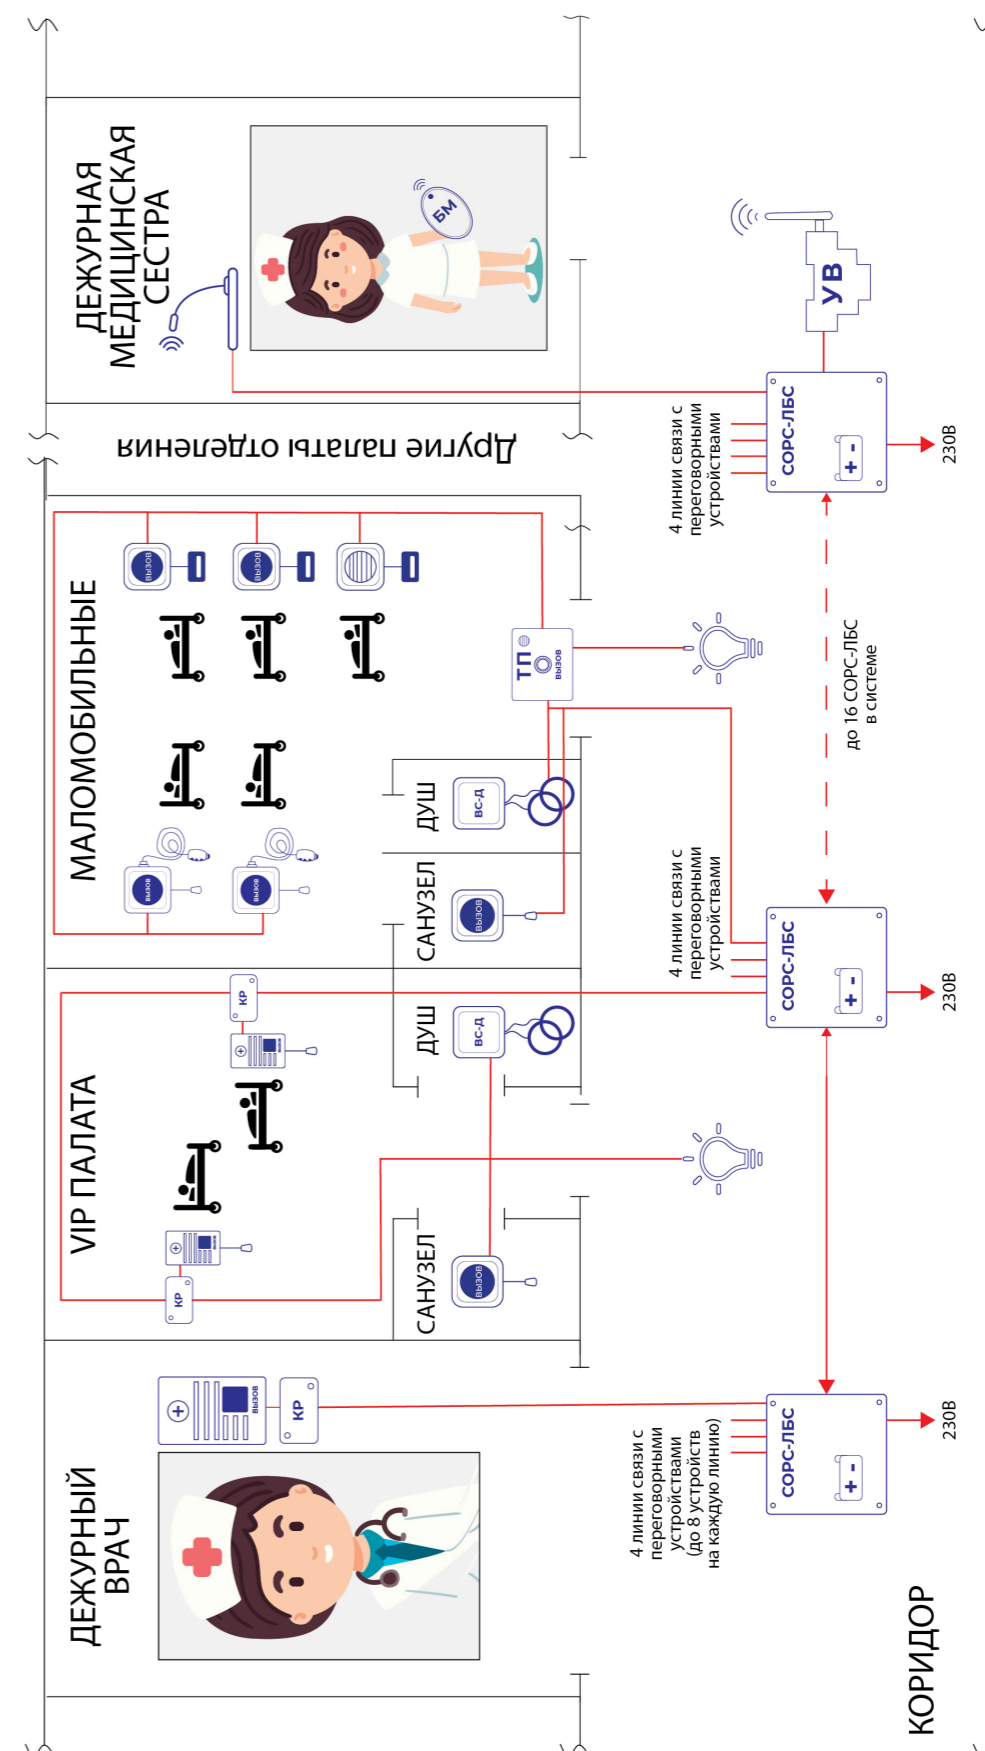 ДЕЖУРНЫЙ
ВРАЧ
ВЫЗОВ
КР
VIP ПАЛАТА
КР
ВЫЗОВ
КР
ВЫЗОВ
САНУЗЕЛ
ВЫЗОВ
ДУШ
ВС-Д
МАЛОМОБИЛЬНЫЕ
ВЫЗОВ
ВЫЗОВ
ВЫЗОВ
ВЫЗОВ
САНУЗЕЛ
ВЫЗОВ
ДУШ
ВС-Д
ТП
ВЫЗОВ
Другие палаты отделения
ДЕЖУРНАЯ
МЕДИЦИНСКАЯ
СЕСТРА
БМ
4 линии связи с
переговорными
устройствами
(до 8 устройств
на каждую линию)
СОРС-ЛБС
+ -
230В
4 линии связи с
переговорными
устройствами
СОРС-ЛБС
+ -
230В
до 16 СОРС-ЛБС
в системе
4 линии связи с
переговорными
устройствами
СОРС-ЛБС
+ -
230В
УВ
КОРИДОР